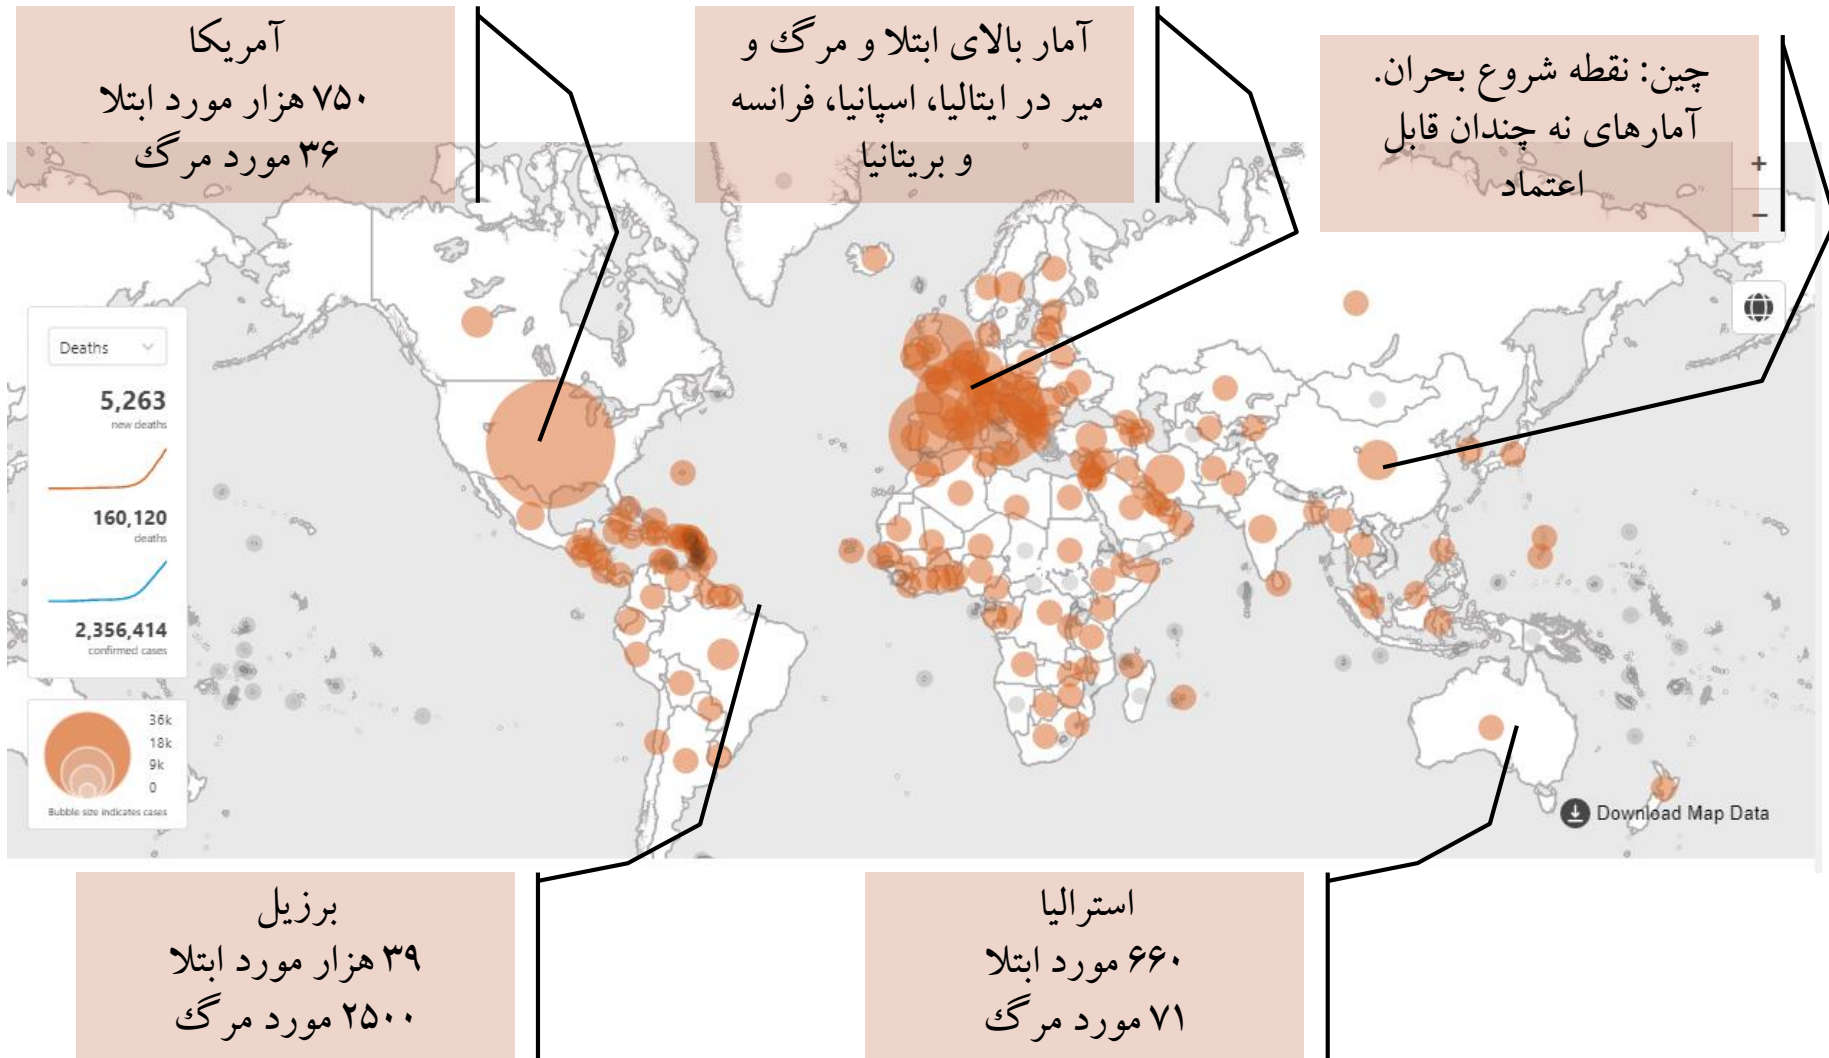 آمریکا
۷۵۰ هزار مورد ابتلا
۳۶ مورد مرگ
آمار بالای ابتلا و مرگ و
میر در ایتالیا، اسپانیا، فرانسه
و بریتانیا
چین: نقطه شروع بحران.
آمارهای نه چندان قابل
اعتماد
+
−
Deaths
5,263
new deaths
160,120
deaths
2,356,414
confirmed cases
36k
18k
9k
0
Bubble size indicates cases
Download Map Data
برزیل
۳۹ هزار مورد ابتلا
۲۵۰۰ مورد مرگ
استرالیا
۶۶۰ مورد ابتلا
۷۱ مورد مرگ